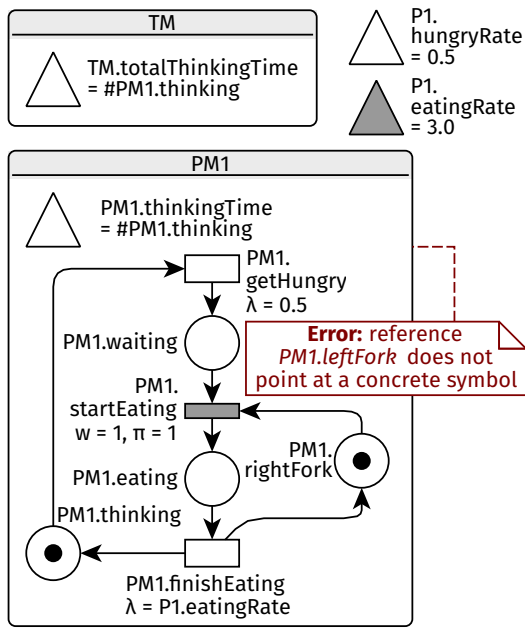 TM
TM.totalThinkingTime
= #PM1.thinking
P1.
hungryRate
= 0.5
P1.
eatingRate
= 3.0
PM1
PM1.thinkingTime
= #PM1.thinking
PM1.
getHungry
λ = 0.5
PM1.waiting
Error: reference
PM1.leftFork does not
point at a concrete symbol
PM1.
startEating
w = 1, π = 1
PM1.
rightFork
PM1.eating
PM1.thinking
PM1.finishEating
λ = P1.eatingRate